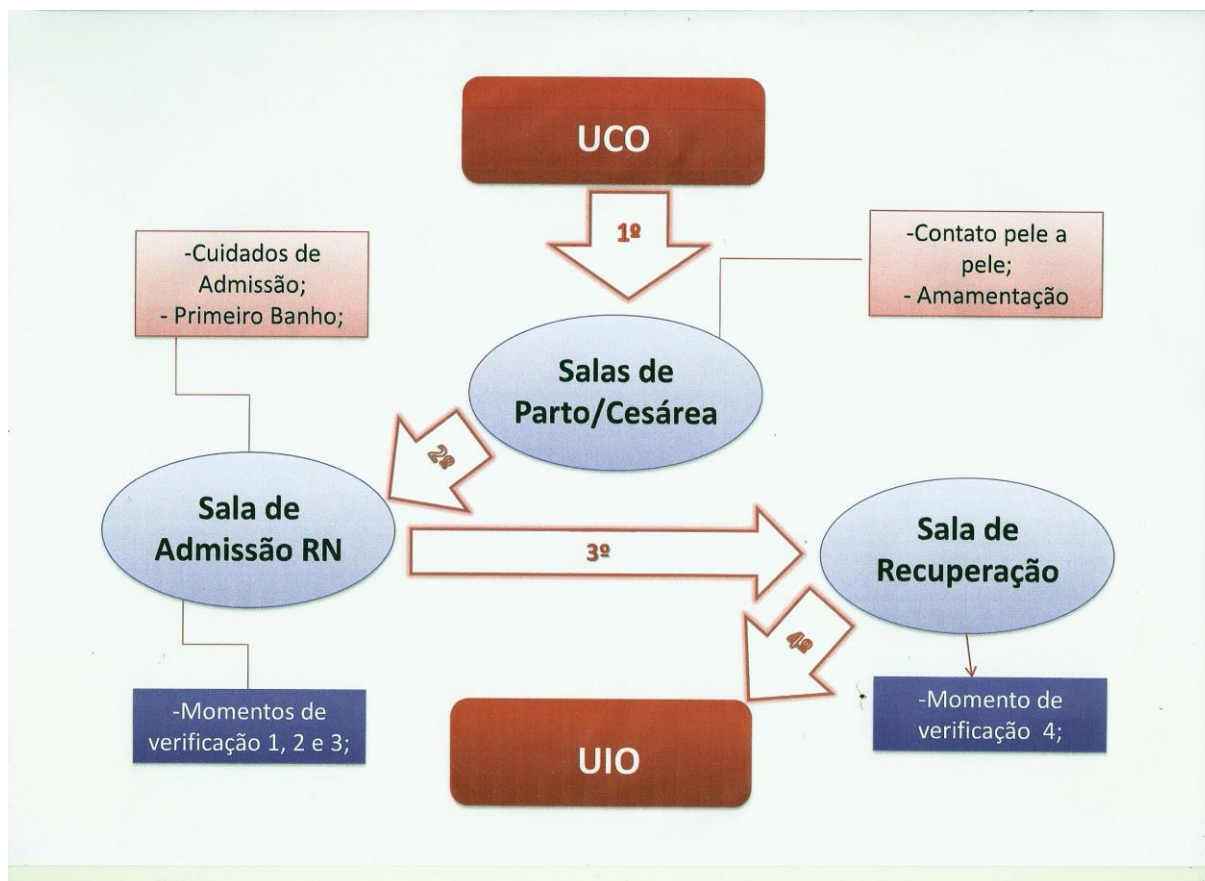 UCO
1º
-Contato pele a
pele;
- Amamentação
-Cuidados de
Admissão;
- Primeiro Banho;
Salas de
Parto/Cesárea
2º
Sala de
Admissão RN
3º
Sala de
Recuperação
4º
-Momentos de
verificação 1, 2 e 3;
-Momento de
verificação 4;
UIO